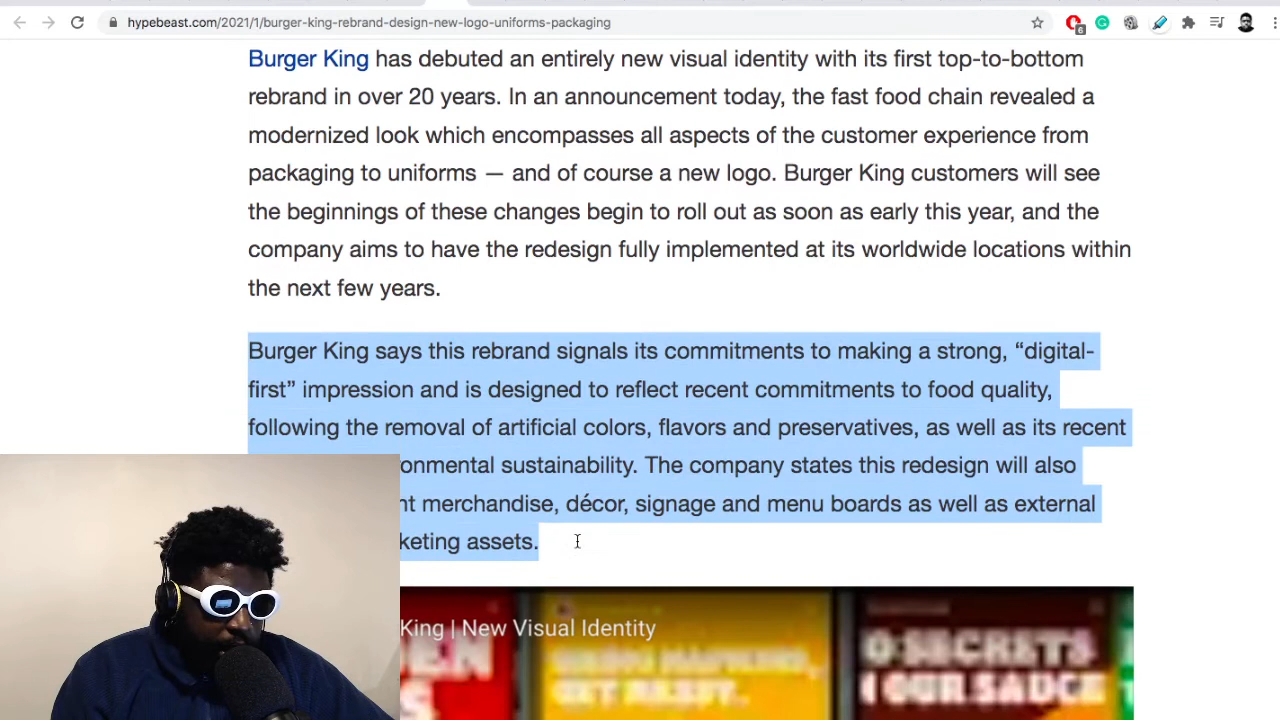 hypebeast.com/2021/1/burger-king-rebrand-design-new-logo-uniforms-packaging
6
Burger King has debuted an entirely new visual identity with its first top-to-bottom
rebrand in over 20 years. In an announcement today, the fast food chain revealed a
modernized look which encompasses all aspects of the customer experience from
packaging to uniforms — and of course a new logo. Burger King customers will see
the beginnings of these changes begin to roll out as soon as early this year, and the
company aims to have the redesign fully implemented at its worldwide locations within
the next few years.
Burger King says this rebrand signals its commitments to making a strong, “digital-
first” impression and is designed to reflect recent commitments to food quality,
following the removal of artificial colors, flavors and preservatives, as well as its recent
onmental sustainability. The company states this redesign will also
nt merchandise, décor, signage and menu boards as well as external
keting assets.
King | New Visual Identity
GET READY.
O SECRETS
OUR SAUCE